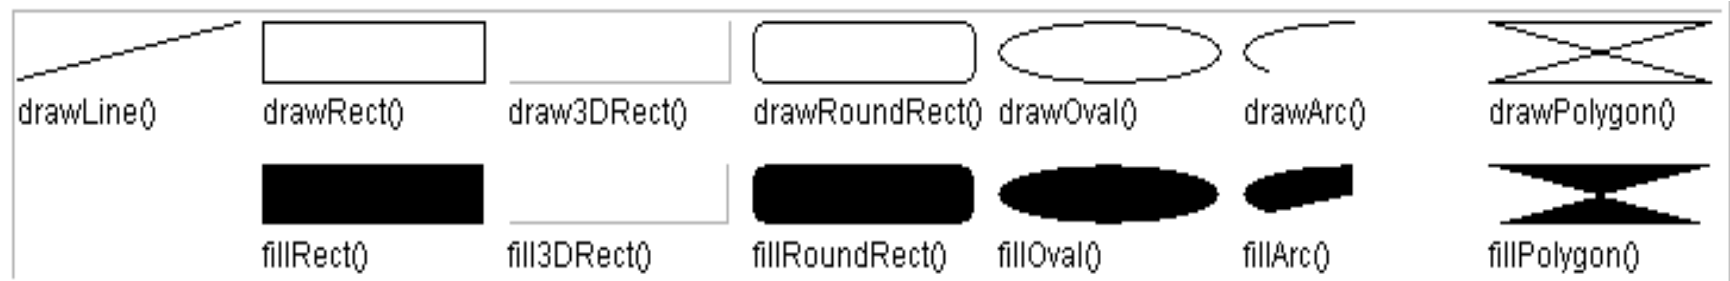 drawLine() drawRect() draw3DRect() drawRoundRect() drawOval() drawArc() drawPolygon()
fillRect() fill3DRect() fillRoundRect() fillOval() fillArc() fillPolygon()